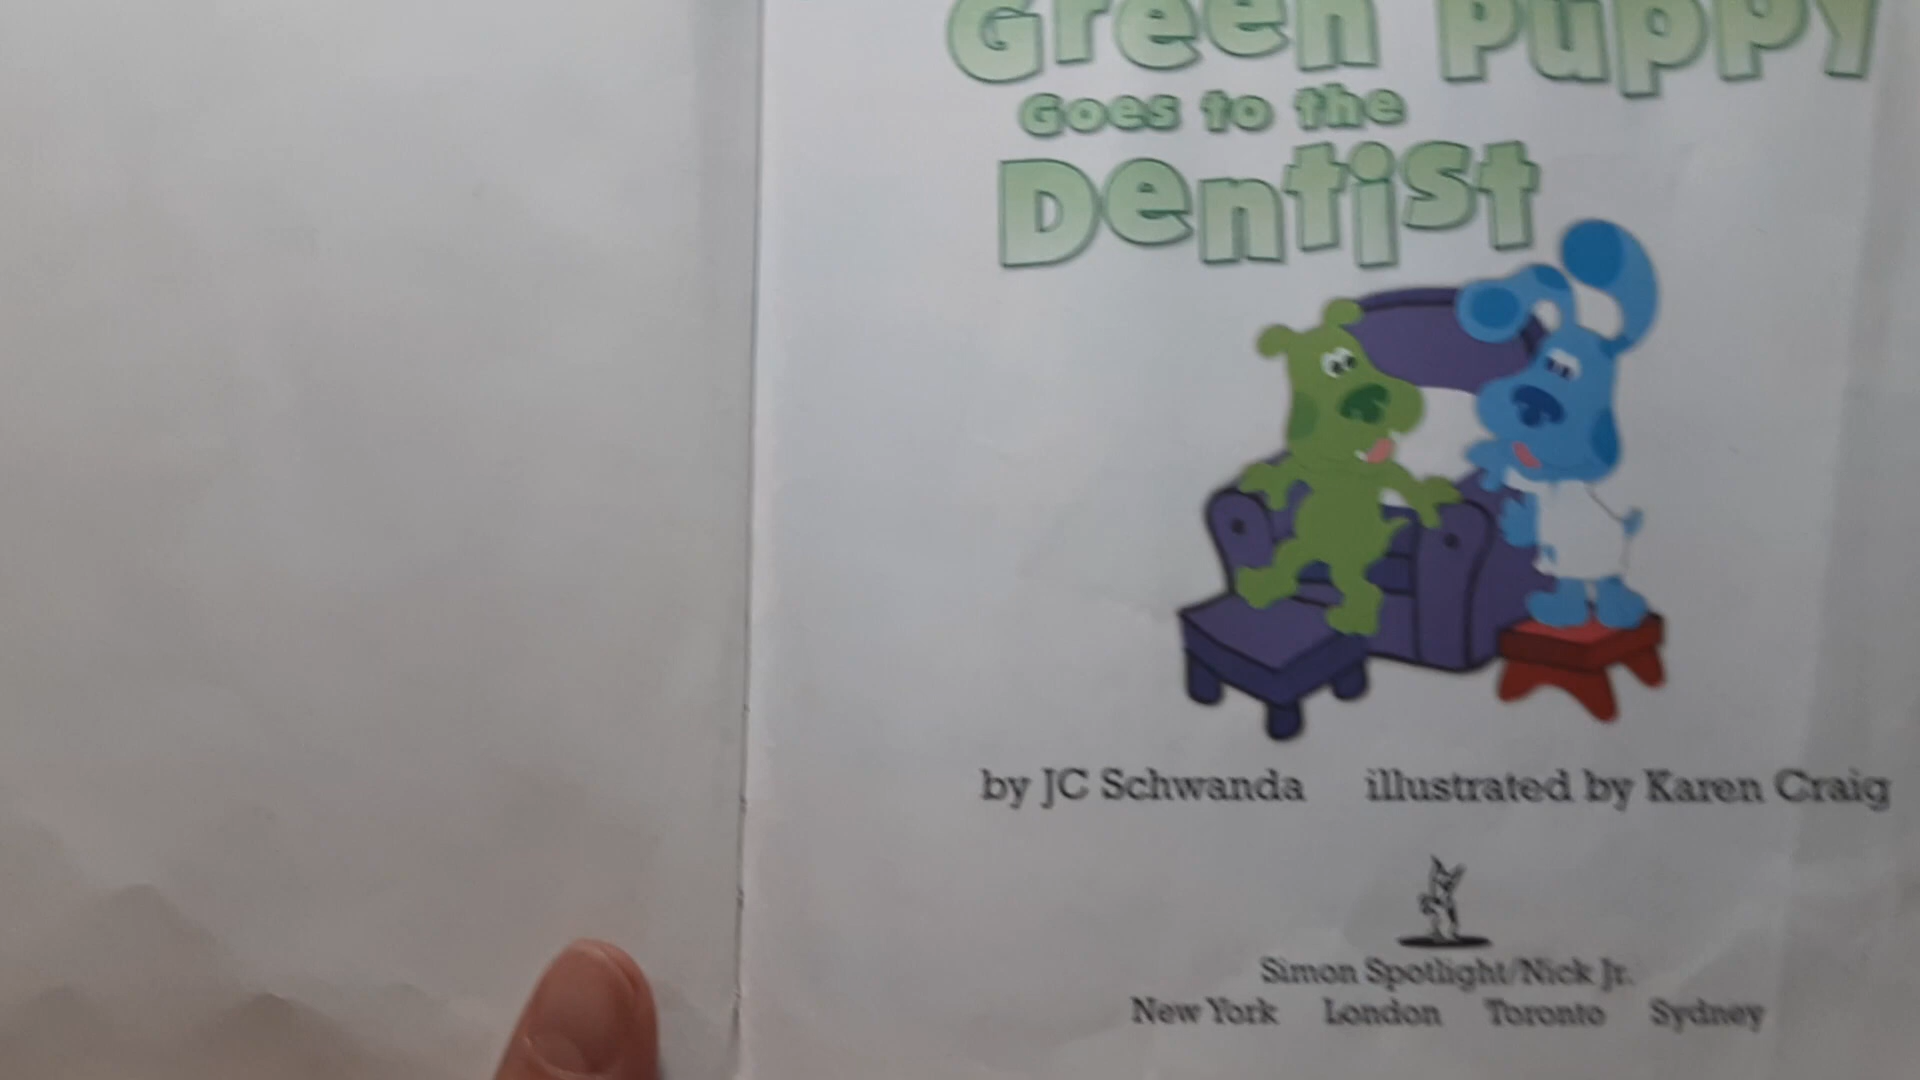 Green Puppy
Goes to the
Dentist
by JC Schwanda illustrated by Karen Craig
Simon Spotlight/Nick Jr.
New York London Toronto Sydney